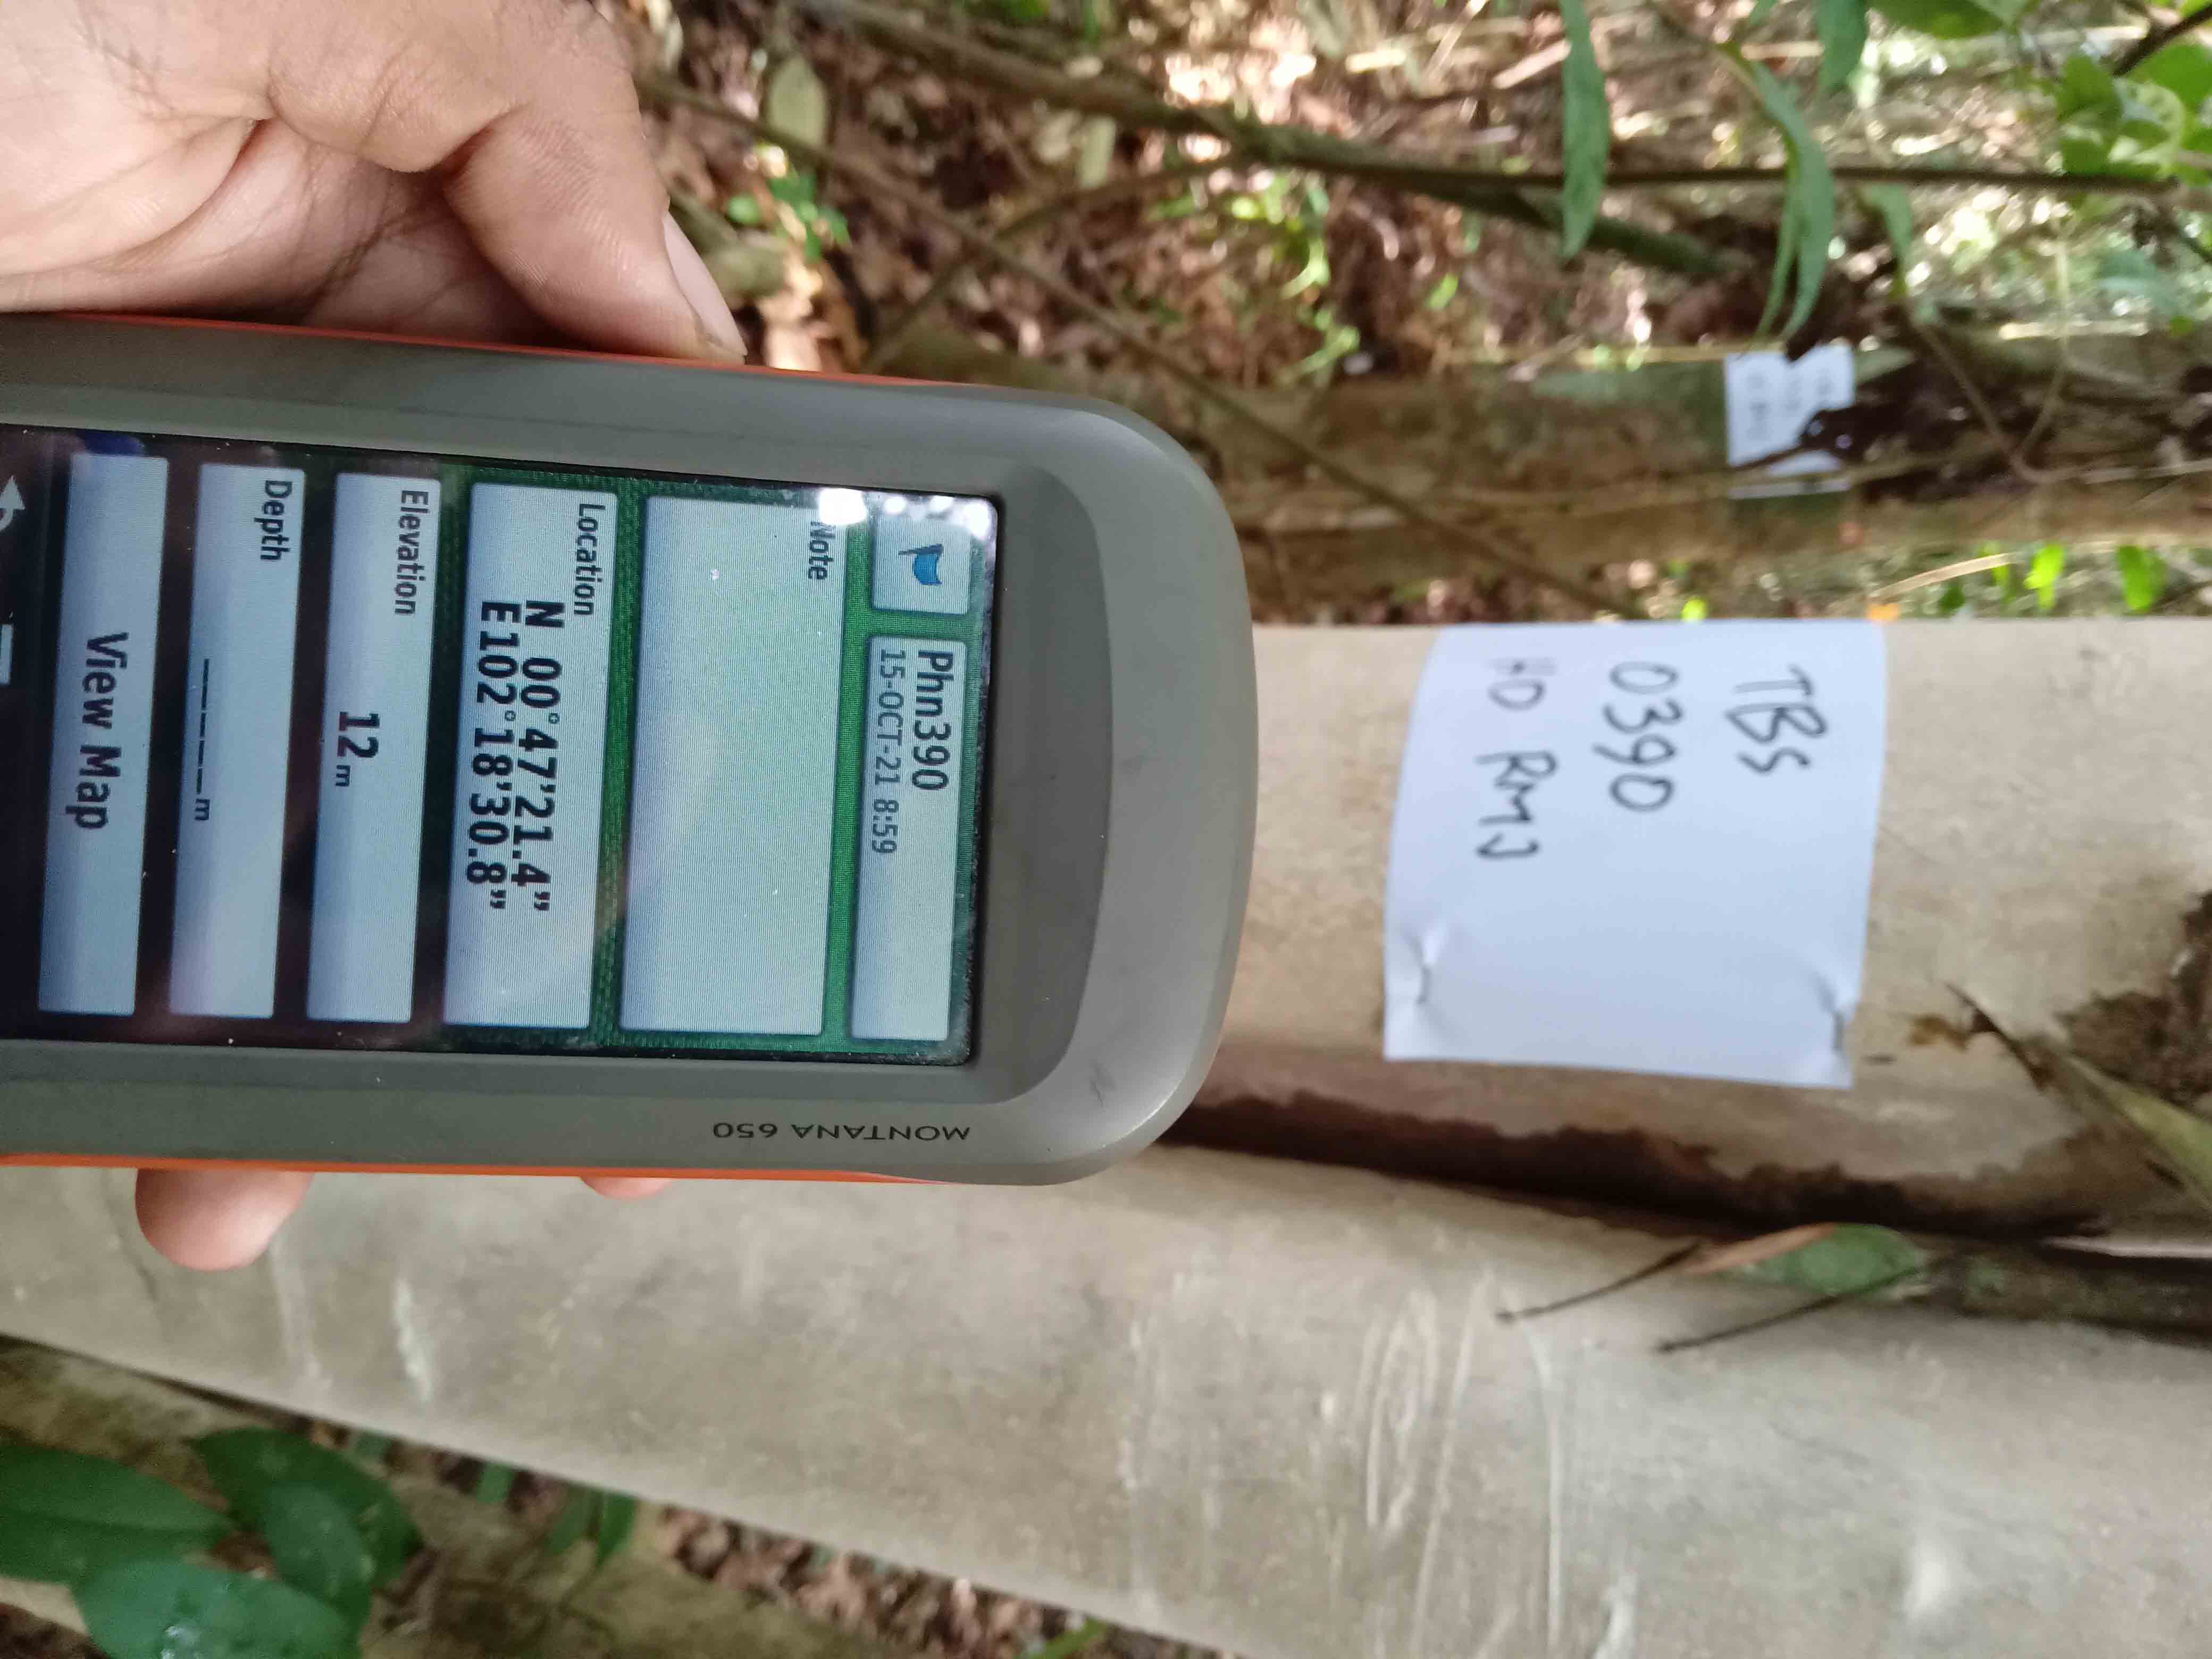 TBS
0390
HD RMJ
MONTANA 650
Phn390
15-OCT-21 8:59
Note
Location
N 00°47'21.4"
E102°18'30.8"
Elevation
12 m
Depth
_____m
View Map